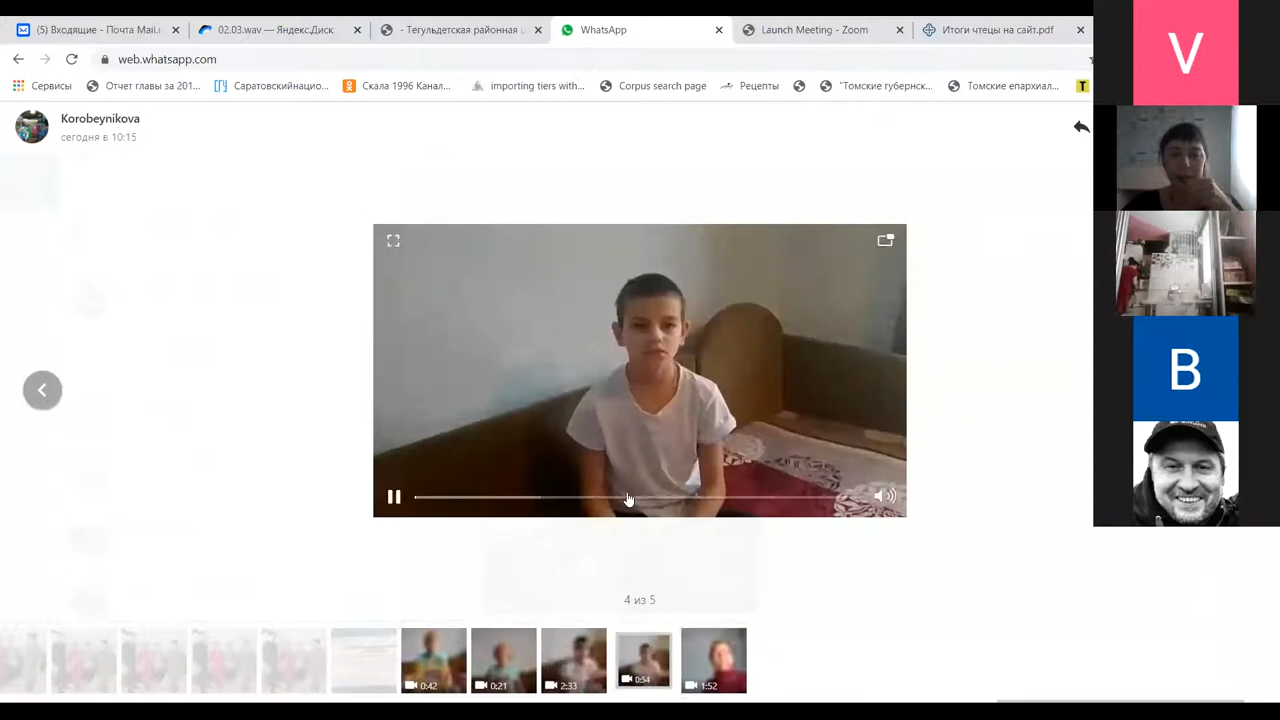 (5) Входящие - Почта Mail.r
02.03.wav — Яндекс.Диск
- Тегульдетская районная ц
WhatsApp
Launch Meeting - Zoom
Итоги чтецы на сайт.pdf
web.whatsapp.com
Сервисы
Отчет главы за 201...
Саратовскийнацио...
Скала 1996 Канал...
importing tiers with...
Corpus search page
Рецепты
"Томские губернск...
Томские епархиал...
T
Korobeynikova
сегодня в 10:15
V
B
4 из 5
0:42
0:21
2:33
0:54
1:52